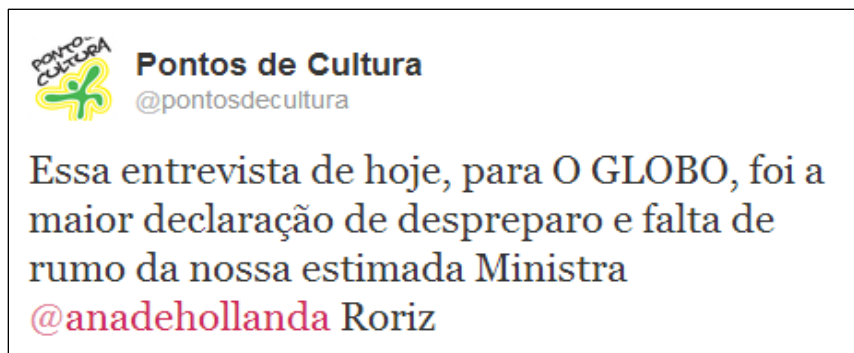 PONTOS DE
CULTURA
Pontos de Cultura
@pontosdecultura
Essa entrevista de hoje, para O GLOBO, foi a
maior declaração de despreparo e falta de
rumo da nossa estimada Ministra
@anadehollanda Roriz